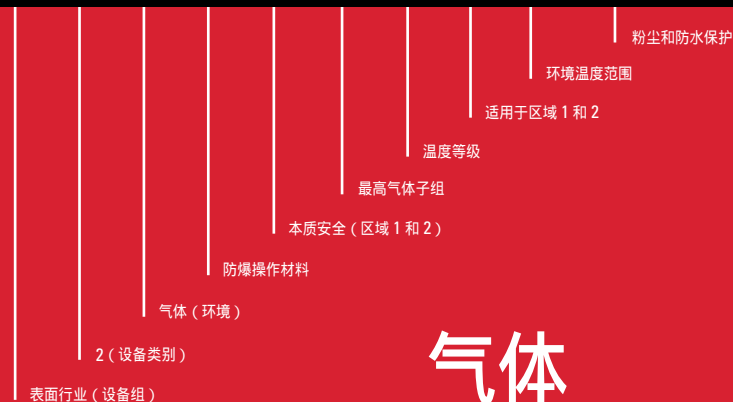 粉尘和防水保护
环境温度范围
适用于区域 1 和 2
温度等级
最高气体子组
本质安全（区域 1 和 2）
防爆操作材料
气体（环境）
2（设备类别）
表面行业（设备组）
气体